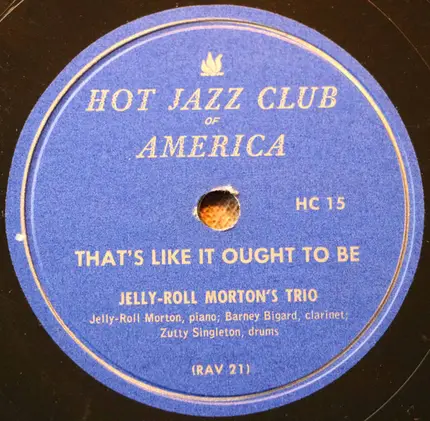 HOT JAZZ CLUB
OF
AMERICA
HC 15
THAT'S LIKE IT OUGHT TO BE
JELLY-ROLL MORTON'S TRIO
Jelly-Roll Morton, piano; Barney Bigard, clarinet;
Zutty Singleton, drums
(RAV 21)